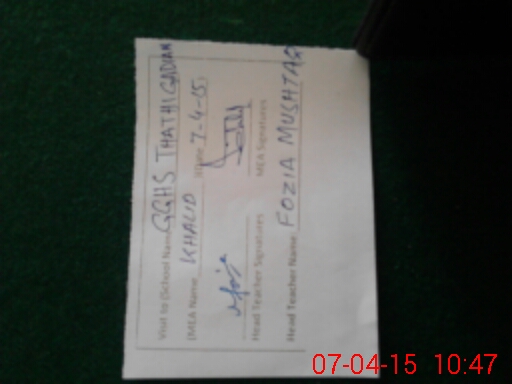 Visit to (School Name) GGHS THATHI GADIAN
(MEA Name KHALID )Date 7-4-15
Head Teacher Signatures MEA Signatures
Head Teacher Name FOZIA MUSHTAQ
07-04-15 10:47